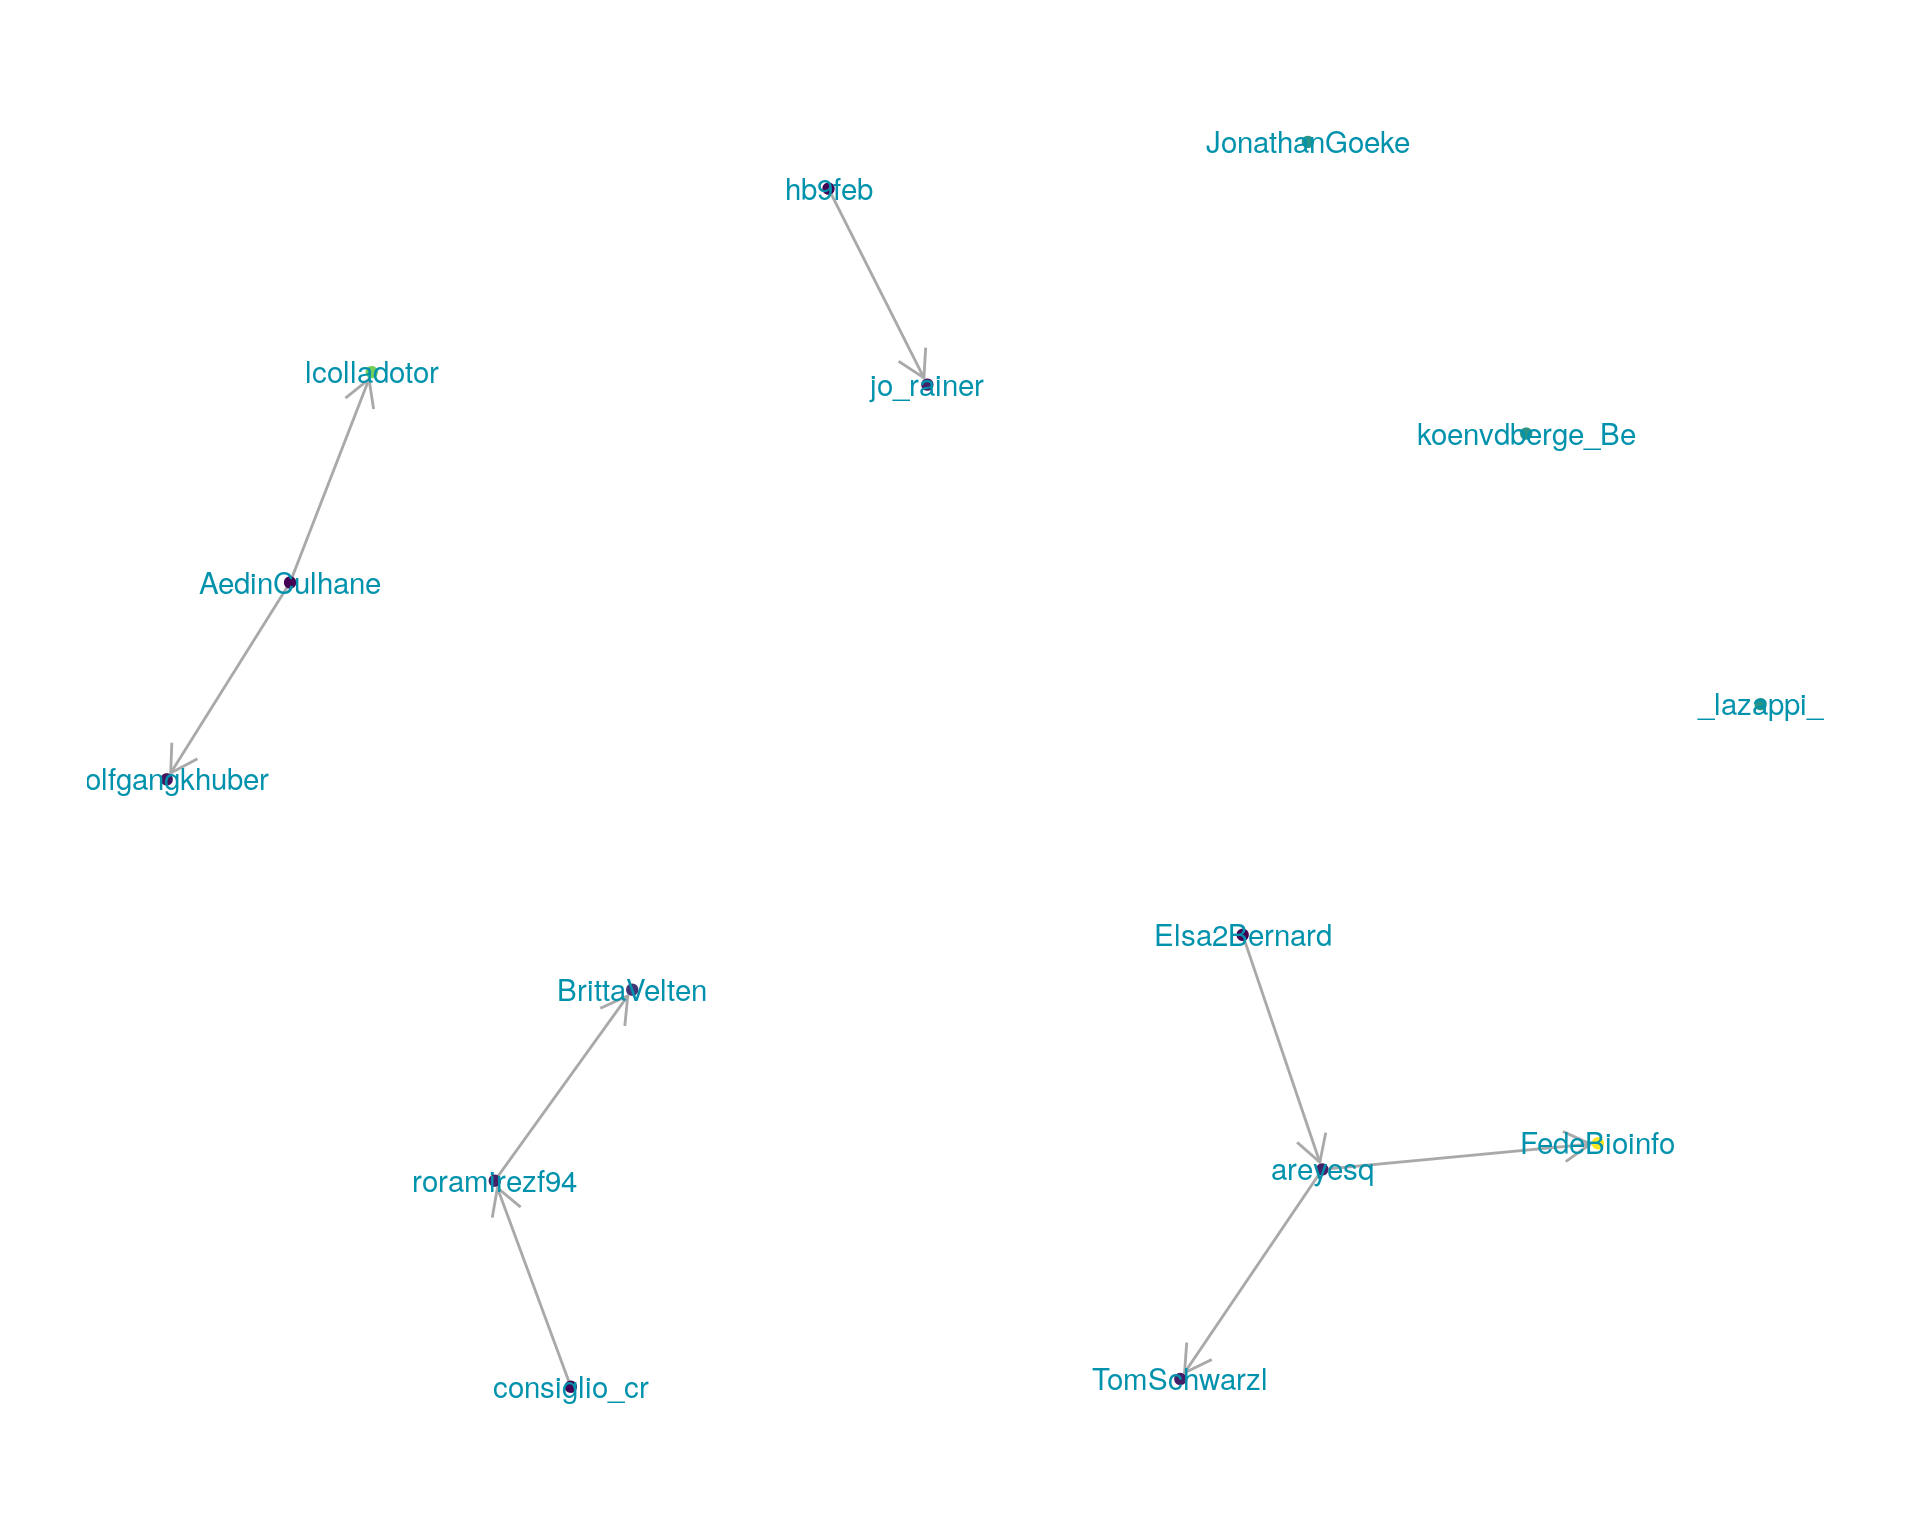 JonathanGoeke
hb9feb
lcolladotor
jo_rainer
koenvdberge_Be
AedinCulhane
_lazappi_
olfgangkhuber
Elsa2Bernard
BrittaVelten
FedeBioinfo
areyesq
roramirezf94
TomSchwarzl
consiglio_cr